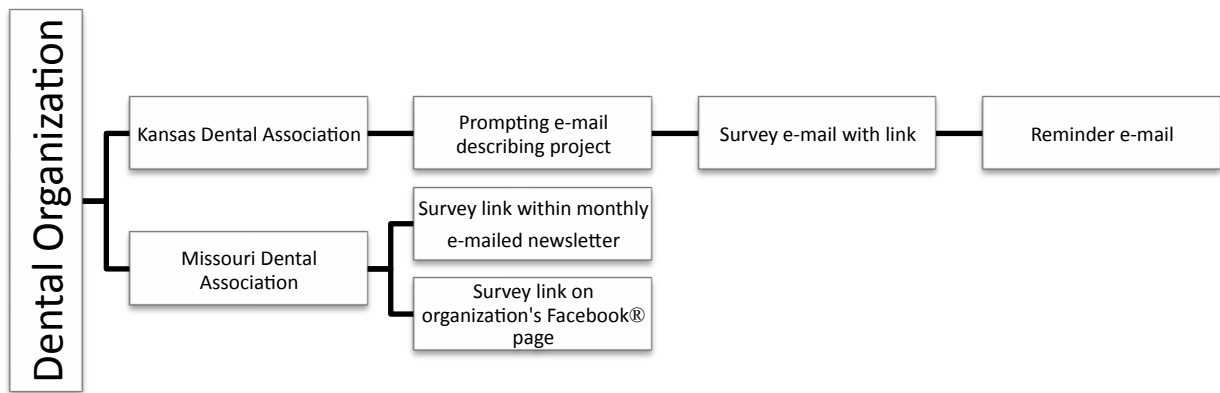 Dental Organization
Kansas Dental Association
Prompting e-mail
describing project
Survey e-mail with link
Reminder e-mail
Missouri Dental
Association
Survey link within monthly
e-mailed newsletter
Survey link on
organization's Facebook®
page